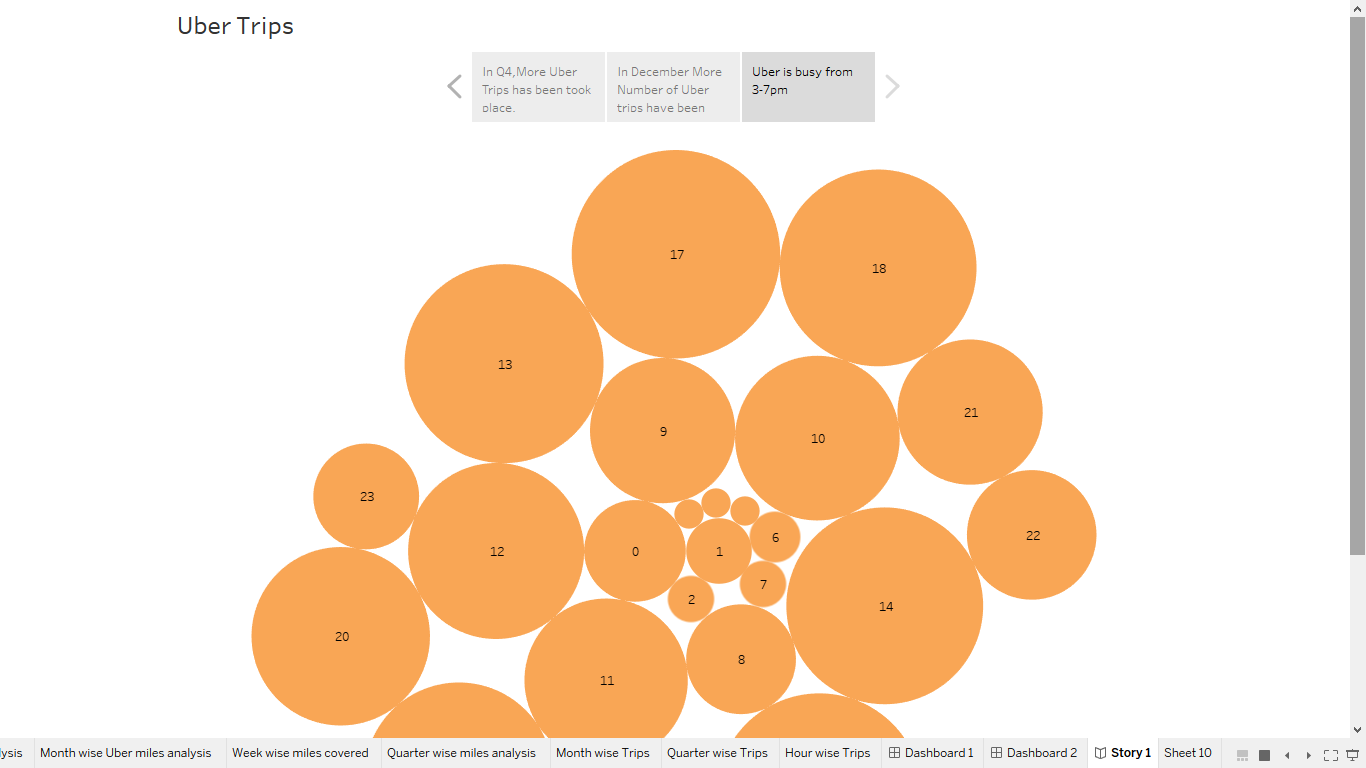 Uber Trips
In Q4,More Uber
Trips has been took
place.
In December More
Number of Uber
trips have been
Uber is busy from
3-7pm
17
18
13
21
9
10
23
22
6
0
1
12
7
2
14
20
8
11
lysis
Month wise Uber miles analysis
Week wise miles covered
Quarter wise miles analysis
Month wise Trips
Quarter wise Trips
Hour wise Trips
Dashboard 1
Dashboard 2
Story 1
Sheet 10